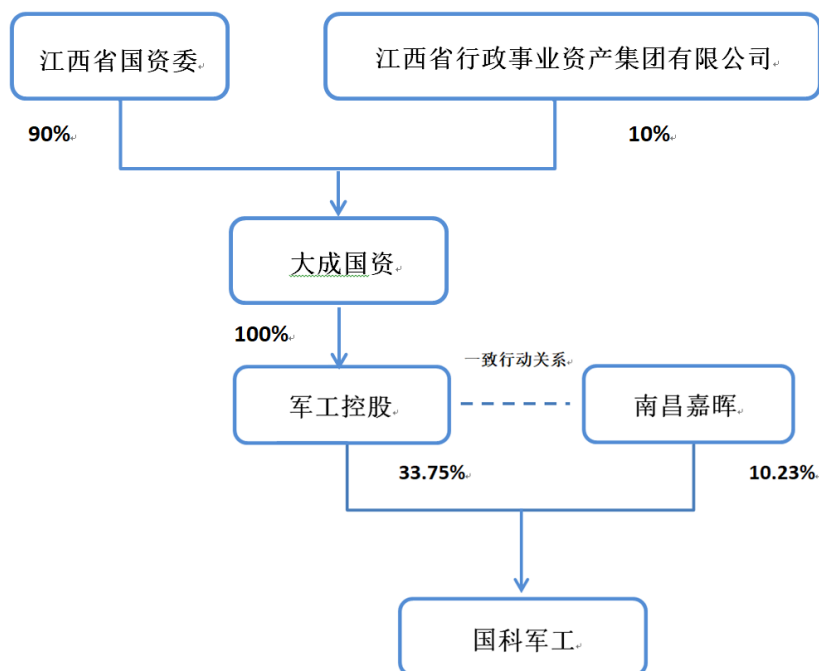 江西省国资委
江西省行政事业资产集团有限公司
90%
10%
大成国资
100%
一致行动关系
军工控股
南昌嘉晖
33.75%
10.23%
国科军工